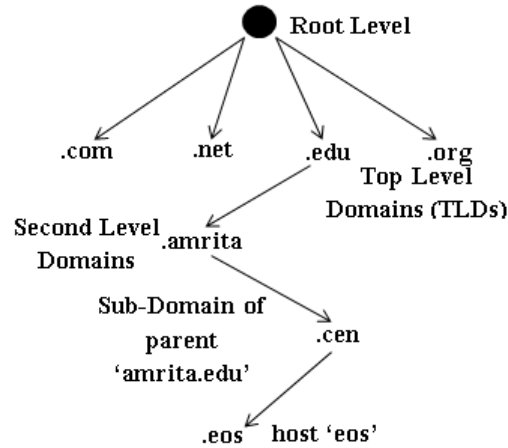 Root Level
.com
.net
.edu
.org
Top Level
Domains (TLDs)
Second Level
Domains
.amrita
Sub-Domain of
parent
‘amrita.edu’
.cen
.eos
host ‘eos’